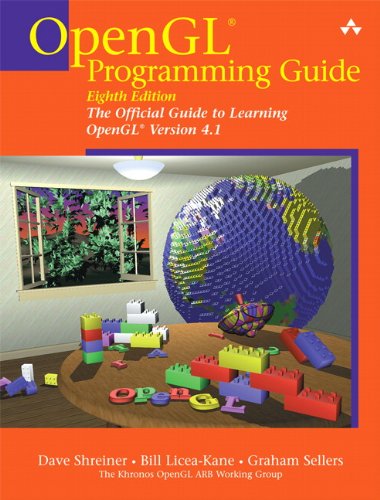 OpenGL®
Programming Guide
Eighth Edition
The Official Guide to Learning
OpenGL® Version 4.1
OpenGL
Dave Shreiner • Bill Licea-Kane • Graham Sellers
The Khronos OpenGL ARB Working Group